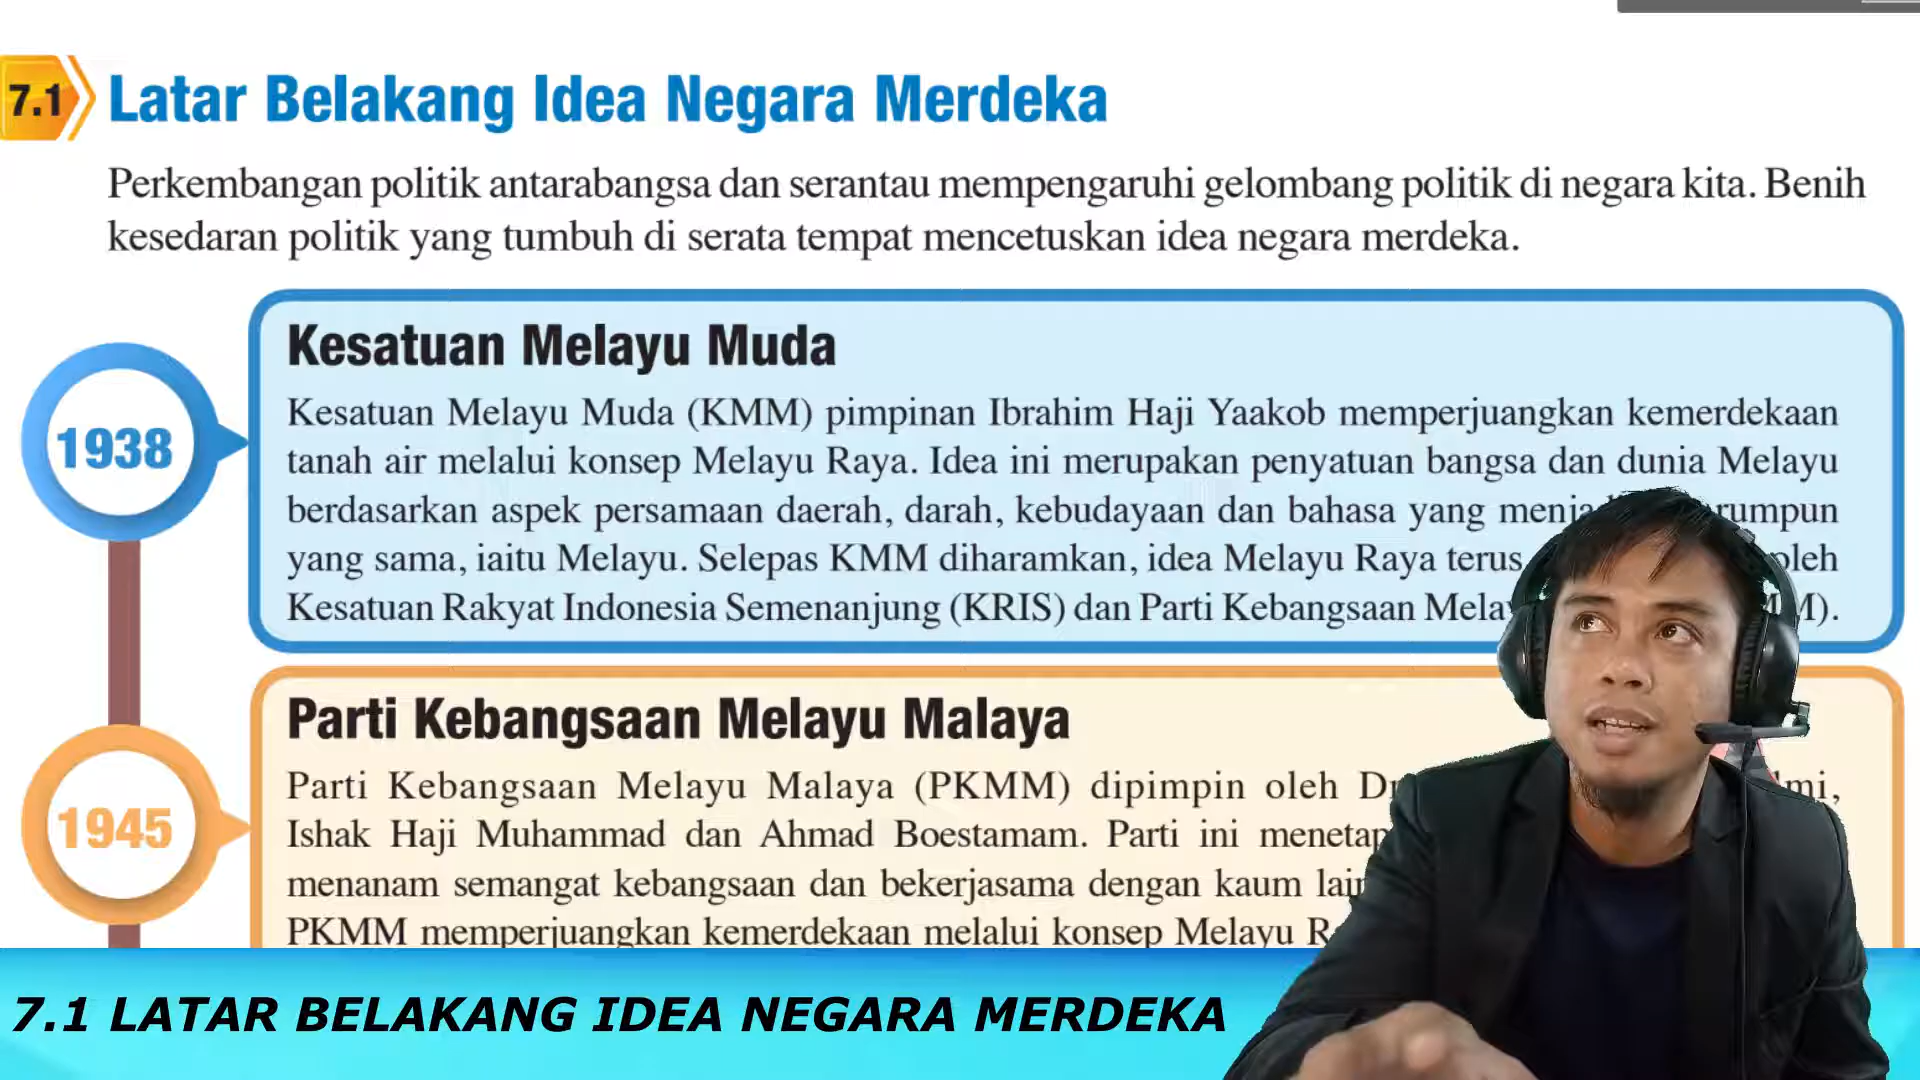 7.1 Latar Belakang Idea Negara Merdeka
Perkembangan politik antarabangsa dan serantau mempengaruhi gelombang politik di negara kita. Benih
kesedaran politik yang tumbuh di serata tempat mencetuskan idea negara merdeka.
1938
Kesatuan Melayu Muda
Kesatuan Melayu Muda (KMM) pimpinan Ibrahim Haji Yaakob memperjuangkan kemerdekaan
tanah air melalui konsep Melayu Raya. Idea ini merupakan penyatuan bangsa dan dunia Melayu
berdasarkan aspek persamaan daerah, darah, kebudayaan dan bahasa yang
yang sama, iaitu Melayu. Selepas KMM diharamkan, idea Melayu Raya terus oleh
Kesatuan Rakyat Indonesia Semenanjung (KRIS) dan Parti Kebangsaan
1945
Parti Kebangsaan Melayu Malaya
Parti Kebangsaan Melayu Malaya (PKMM) dipimpin oleh
Ishak Haji Muhammad dan Ahmad Boestamam. Parti ini
menanam semangat kebangsaan dan bekerjasama dengan kaum
PKMM memperjuangkan kemerdekaan melalui konsep Melayu
7.1 LATAR BELAKANG IDEA NEGARA MERDEKA